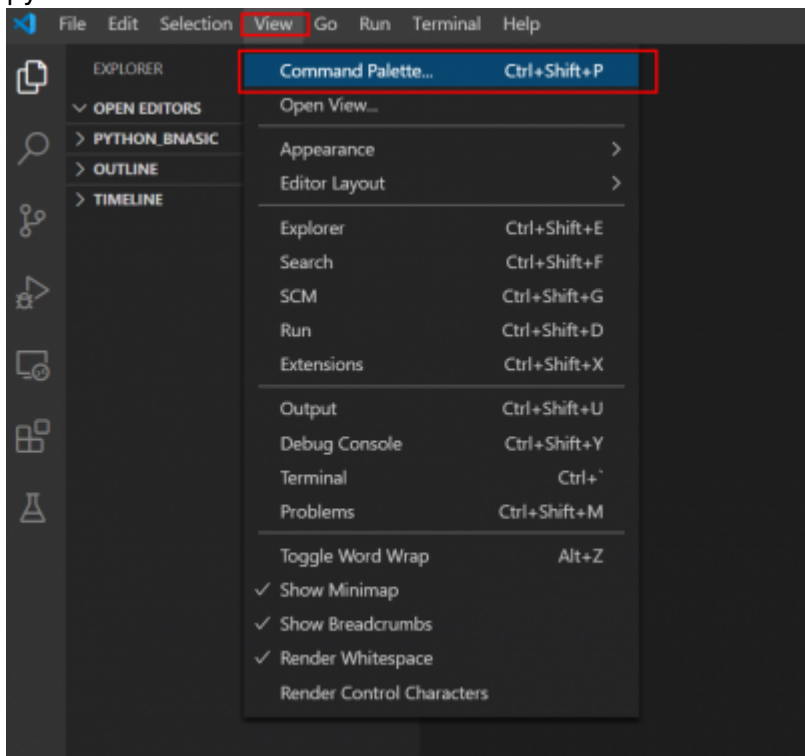 py
File Edit Selection View Go Run Terminal Help
EXPLORER
OPEN EDITORS
PYTHON_BNASIC
OUTLINE
TIMELINE
Command Palette... Ctrl+Shift+P
Open View...
Appearance
Editor Layout
Explorer Ctrl+Shift+E
Search Ctrl+Shift+F
SCM Ctrl+Shift+G
Run Ctrl+Shift+D
Extensions Ctrl+Shift+X
Output Ctrl+Shift+U
Debug Console Ctrl+Shift+Y
Terminal Ctrl+`
Problems Ctrl+Shift+M
Toggle Word Wrap Alt+Z
Show Minimap
Show Breadcrumbs
Render Whitespace
Render Control Characters